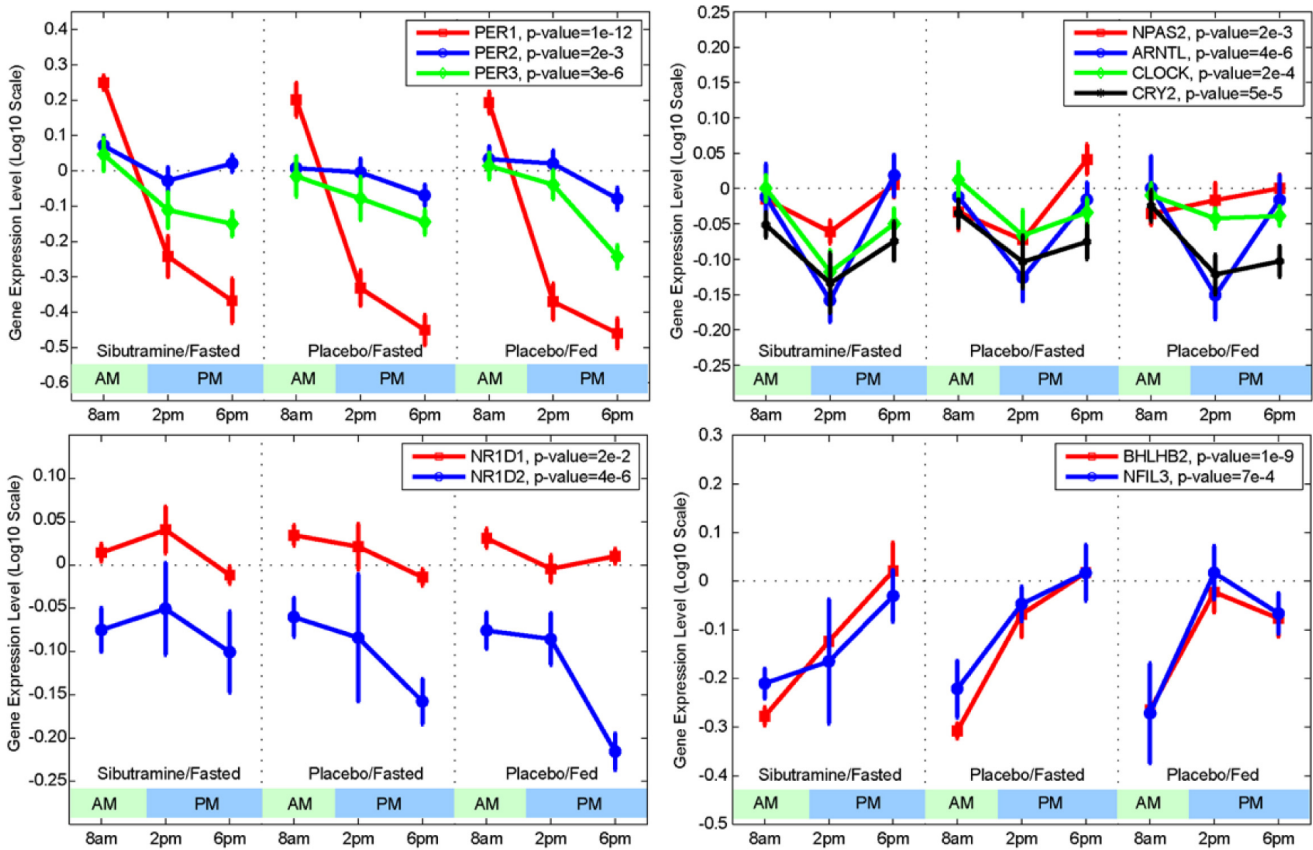 Gene Expression Level (Log10 Scale)
0.4
0.3
0.2
0.1
0
-0.1
-0.2
-0.3
-0.4
-0.5
-0.6
PER1, p-value=1e-12
PER2, p-value=2e-3
PER3, p-value=3e-6
Sibutramine/Fasted Placebo/Fasted Placebo/Fed
AM PM AM PM AM PM
8am 2pm 6pm 8am 2pm 6pm 8am 2pm 6pm
Gene Expression Level (Log10 Scale)
0.25
0.20
0.15
0.10
0.05
0
-0.05
-0.10
-0.15
-0.20
-0.25
NPAS2, p-value=2e-3
ARNTL, p-value=4e-6
CLOCK, p-value=2e-4
CRY2, p-value=5e-5
Sibutramine/Fasted Placebo/Fasted Placebo/Fed
AM PM AM PM AM PM
8am 2pm 6pm 8am 2pm 6pm 8am 2pm 6pm
Gene Expression Level (Log10 Scale)
0.10
0.05
0
-0.05
-0.10
-0.15
-0.20
-0.25
NR1D1, p-value=2e-2
NR1D2, p-value=4e-6
Sibutramine/Fasted Placebo/Fasted Placebo/Fed
AM PM AM PM AM PM
8am 2pm 6pm 8am 2pm 6pm 8am 2pm 6pm
Gene Expression Level (Log10 Scale)
0.3
0.2
0.1
0
-0.1
-0.2
-0.3
-0.4
-0.5
BHLHB2, p-value=1e-9
NFIL3, p-value=7e-4
Sibutramine/Fasted Placebo/Fasted Placebo/Fed
AM PM AM PM AM PM
8am 2pm 6pm 8am 2pm 6pm 8am 2pm 6pm